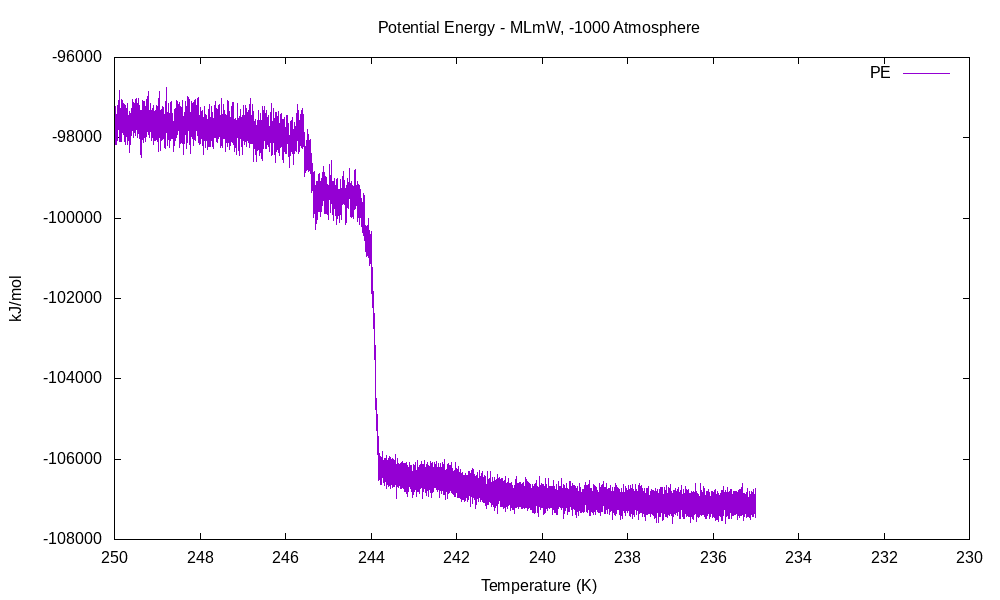 Potential Energy - MLmW, -1000 Atmosphere
PE
-96000
-98000
-100000
-102000
-104000
-106000
-108000
kJ/mol
250 248 246 244 242 240 238 236 234 232 230
Temperature (K)